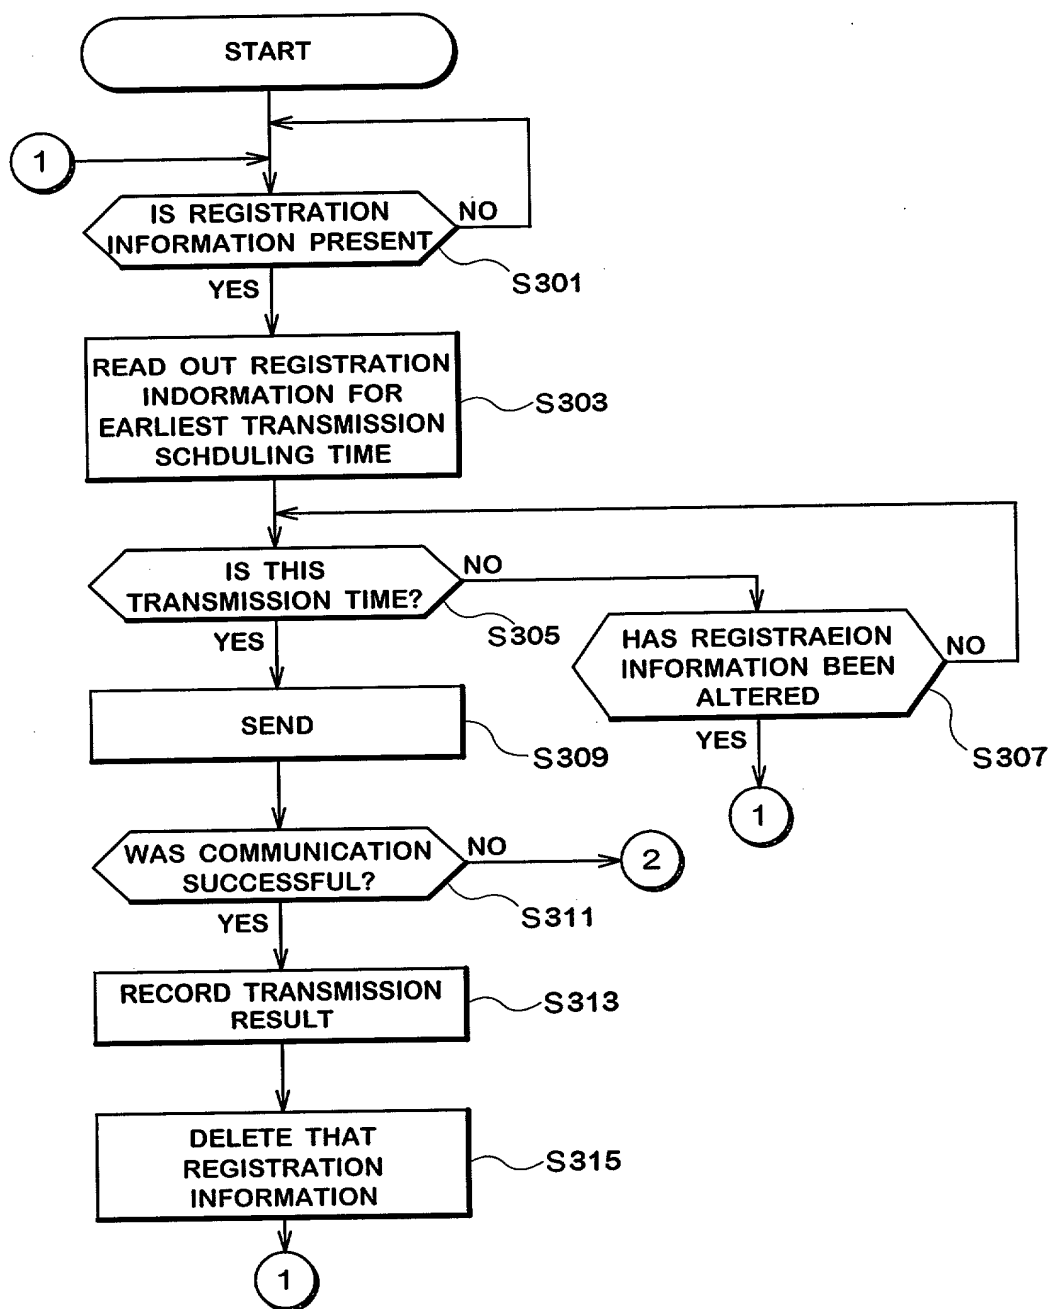 START
1
IS REGISTRATION
INFORMATION PRESENT
NO
S301
YES
READ OUT REGISTRATION
INDORMATION FOR
EARLIEST TRANSMISSION
SCHDULING TIME
S303
IS THIS
TRANSMISSION TIME?
NO
S305
YES
HAS REGISTRAEION
INFORMATION BEEN
ALTERED
NO
S307
YES
1
SEND
S309
WAS COMMUNICATION
SUCCESSFUL?
NO
2
S311
YES
RECORD TRANSMISSION
RESULT
S313
DELETE THAT
REGISTRATION
INFORMATION
S315
1